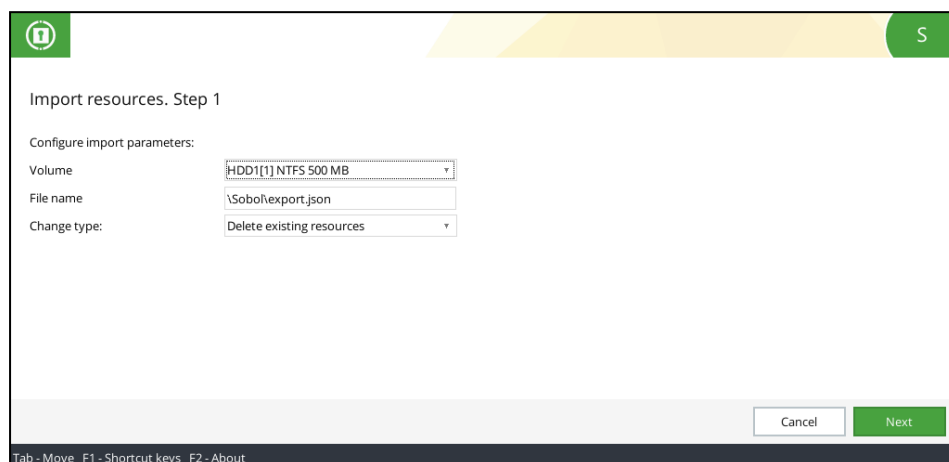 S
Import resources. Step 1
Configure import parameters:
Volume HDD1[1] NTFS 500 MB
File name \Sobol\export.json
Change type: Delete existing resources
Cancel Next
Tab - Move F1 - Shortcut keys F2 - About